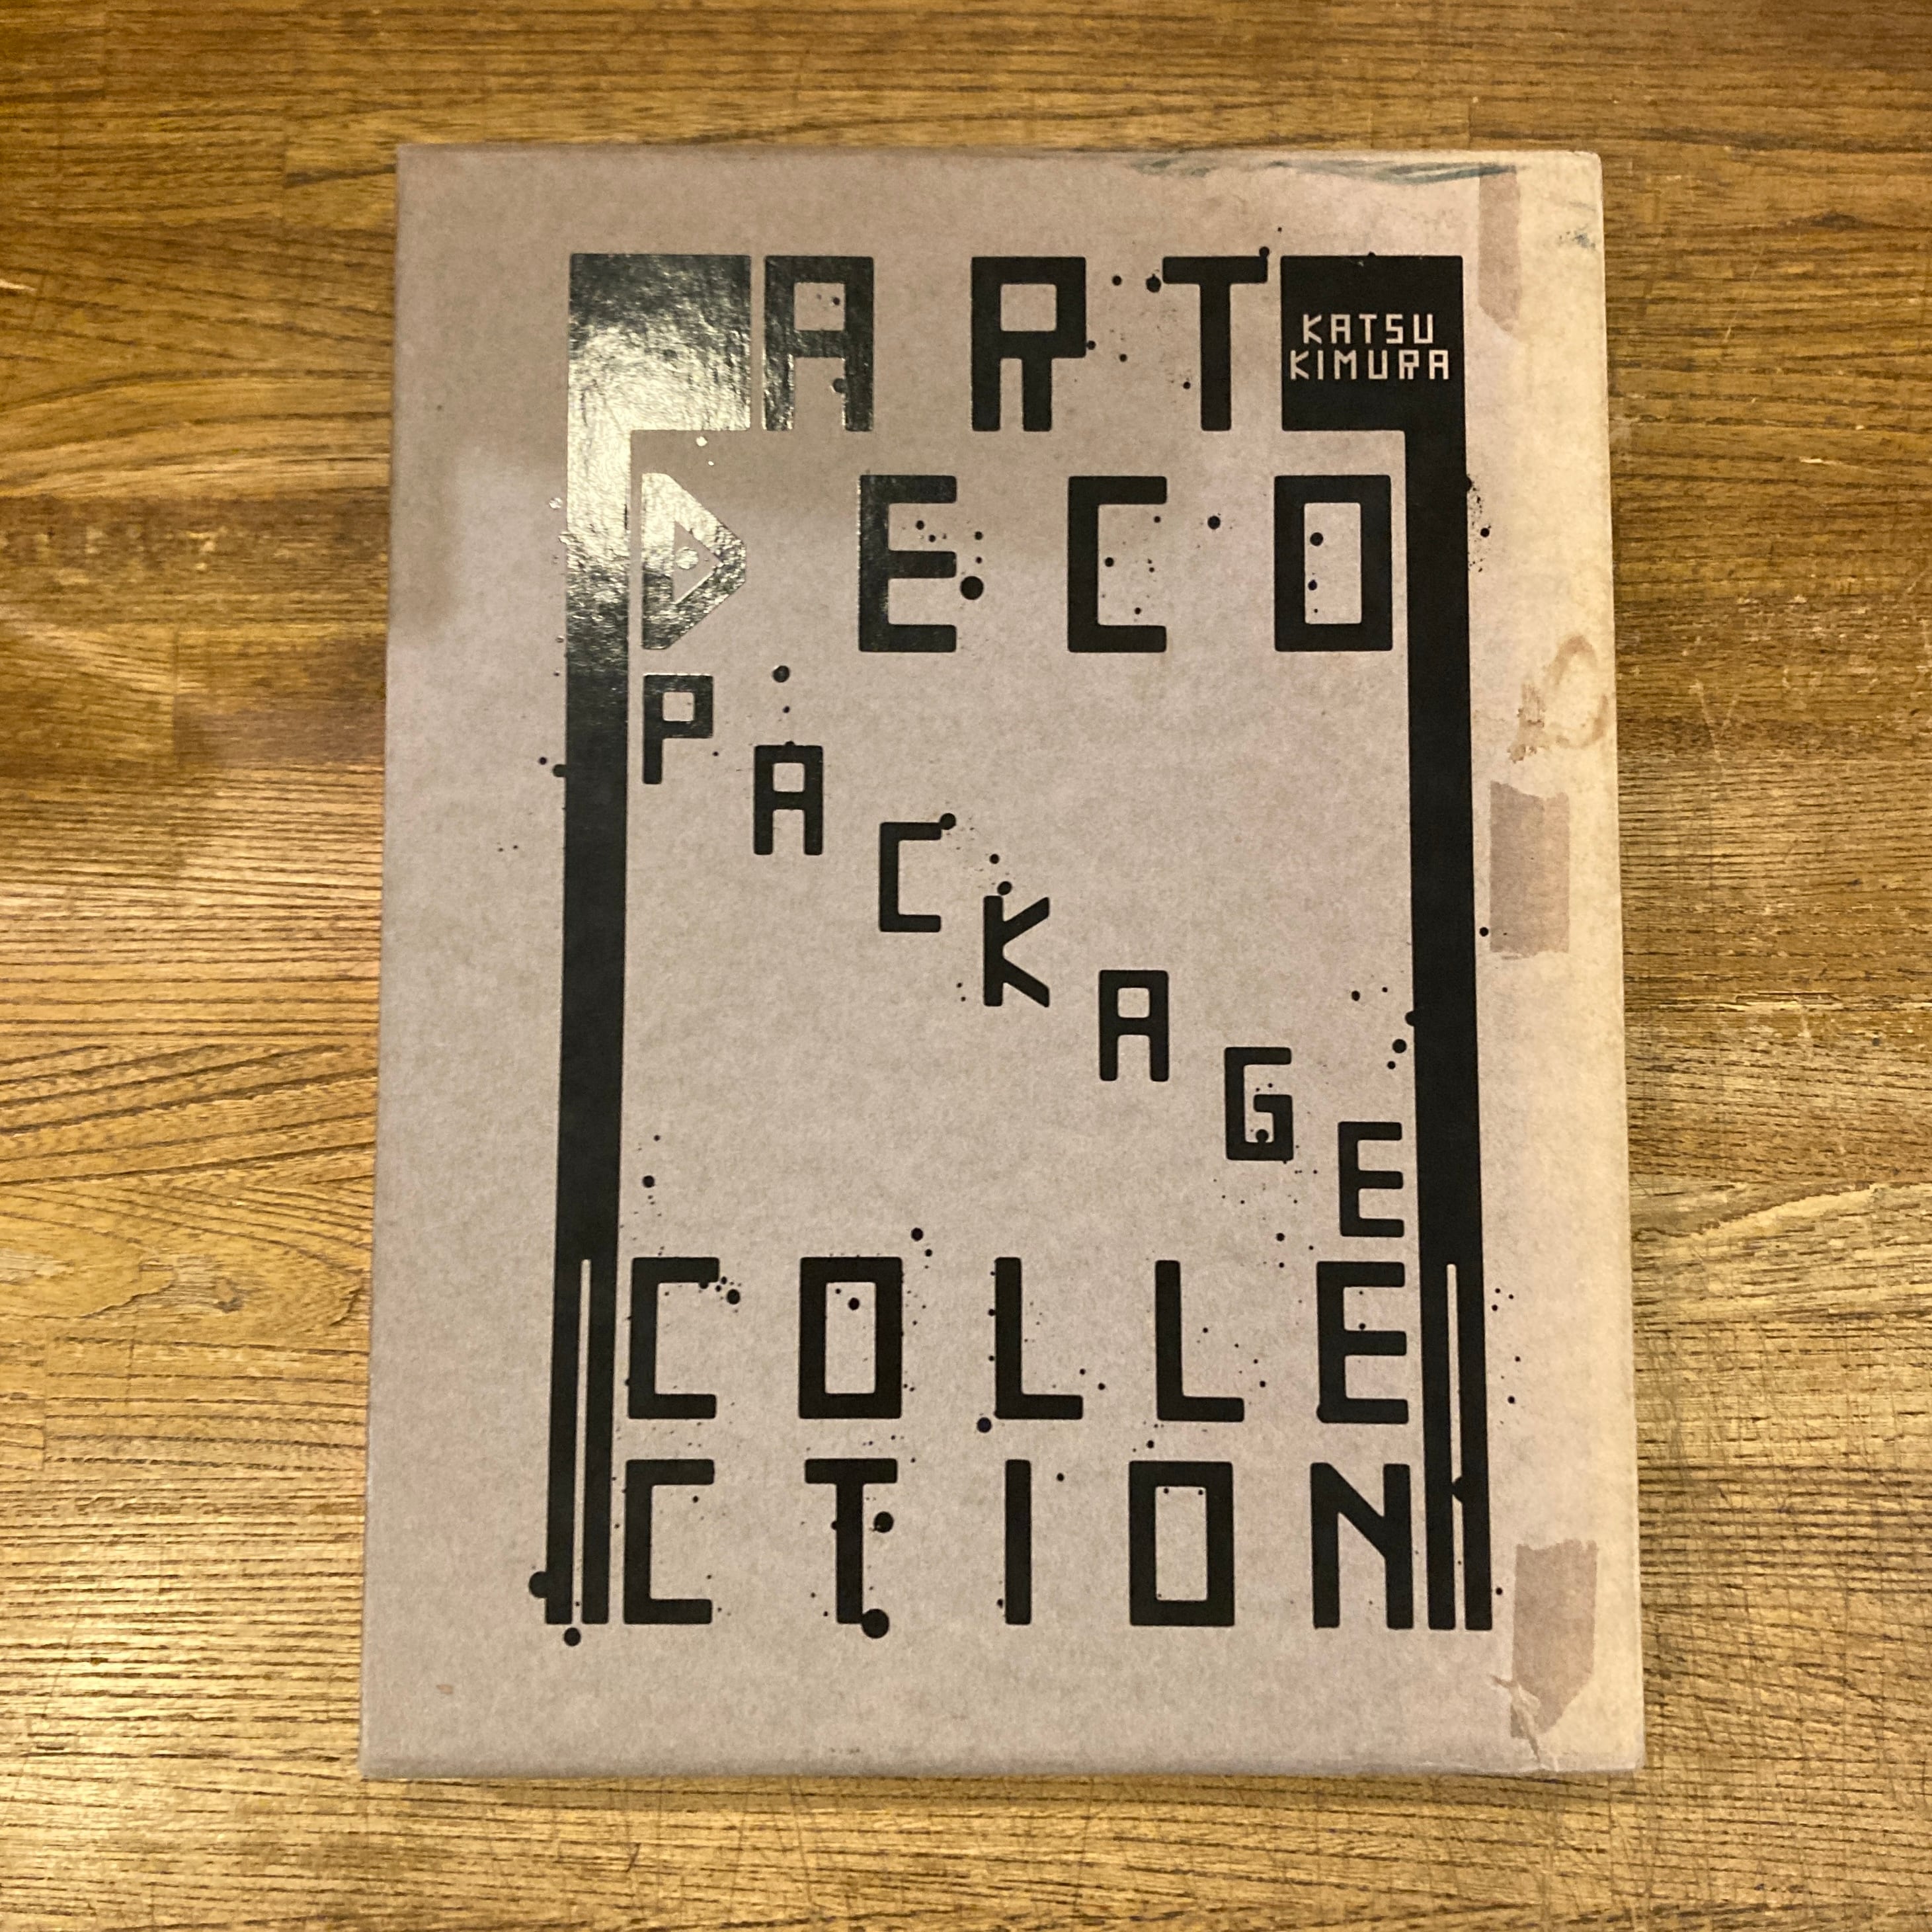 ART
KATSU
KIMURA
DECO
PACKAGE
COLLE
CTION